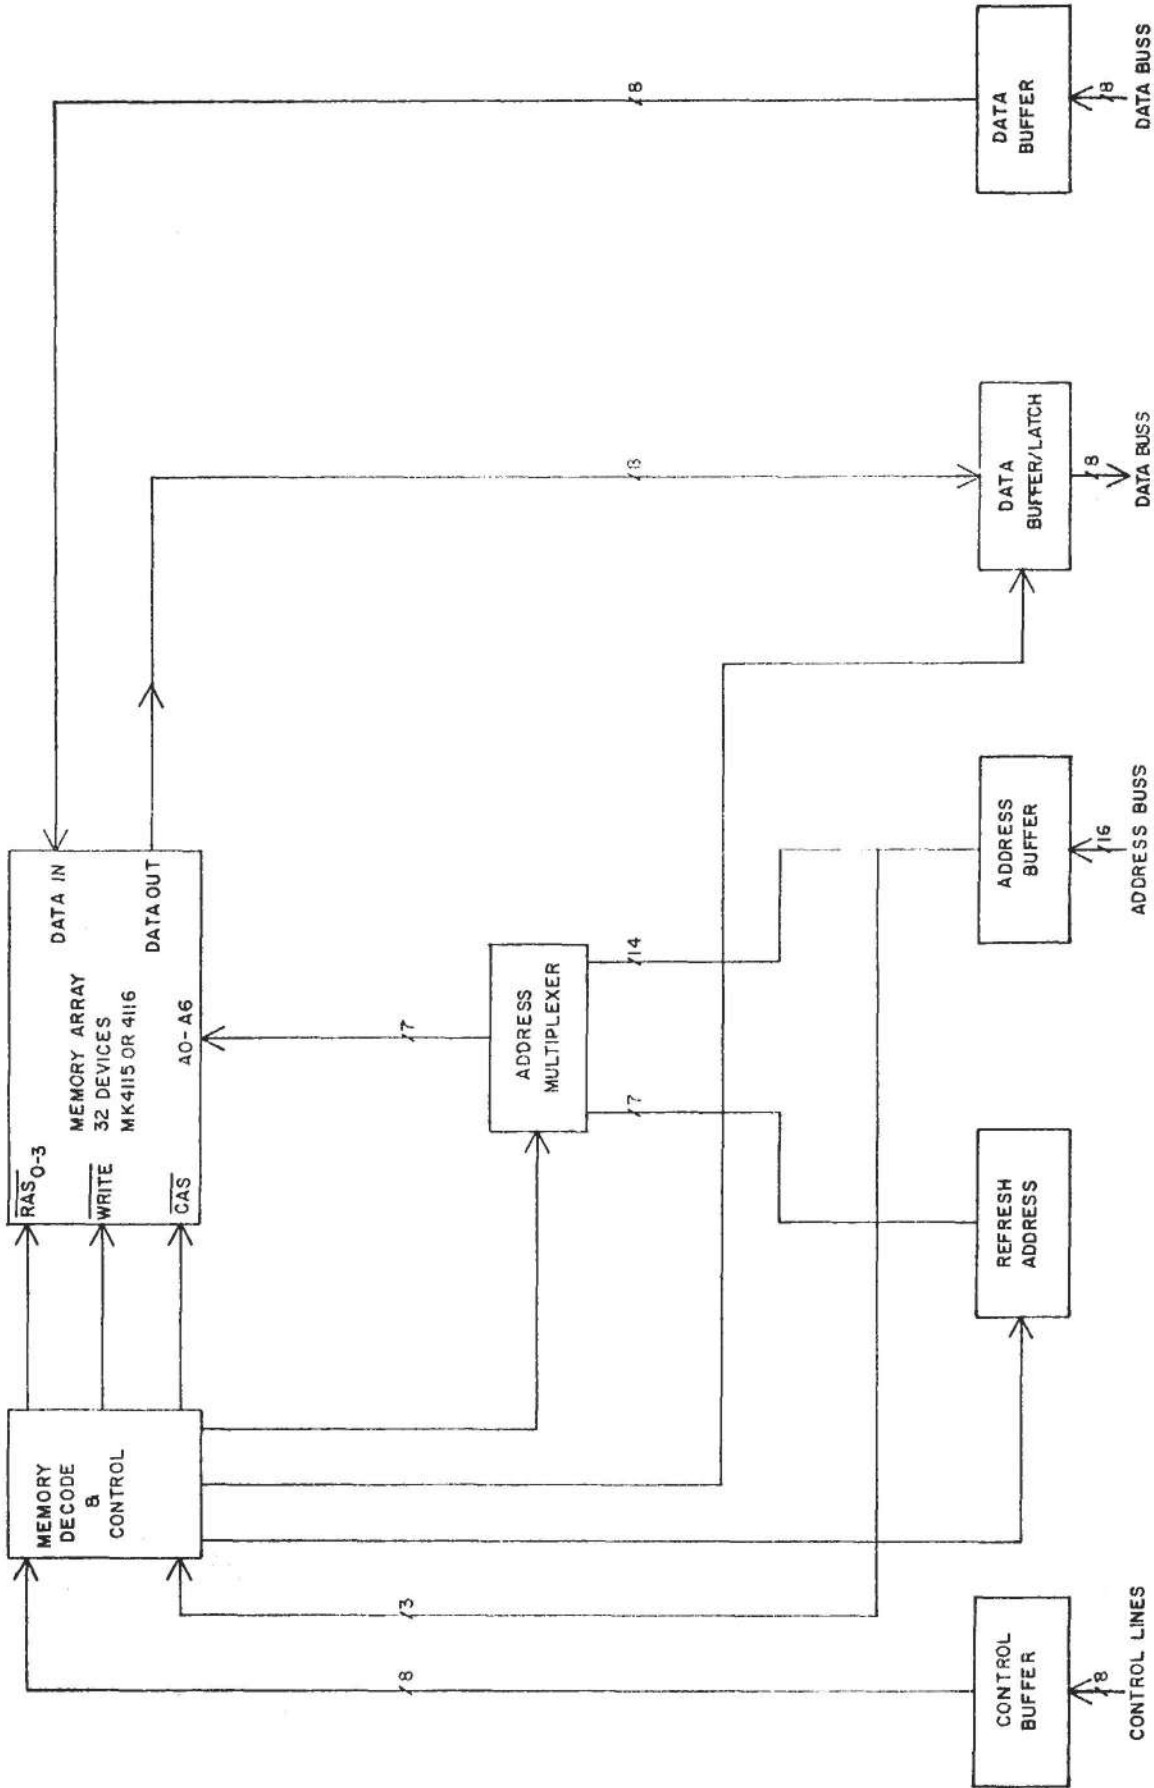 RAS0-3
WRITE
CAS
MEMORY ARRAY
32 DEVICES
MK4115 OR 4116
DATA IN
DATA OUT
A0-A6
MEMORY
DECODE
&
CONTROL
8
8
3
7
ADDRESS
MULTIPLEXER
7
14
CONTROL
BUFFER
8
CONTROL LINES
REFRESH
ADDRESS
ADDRESS
BUFFER
16
ADDRESS BUSS
DATA
BUFFER/LATCH
8
DATA BUSS
8
DATA
BUFFER
8
DATA BUSS